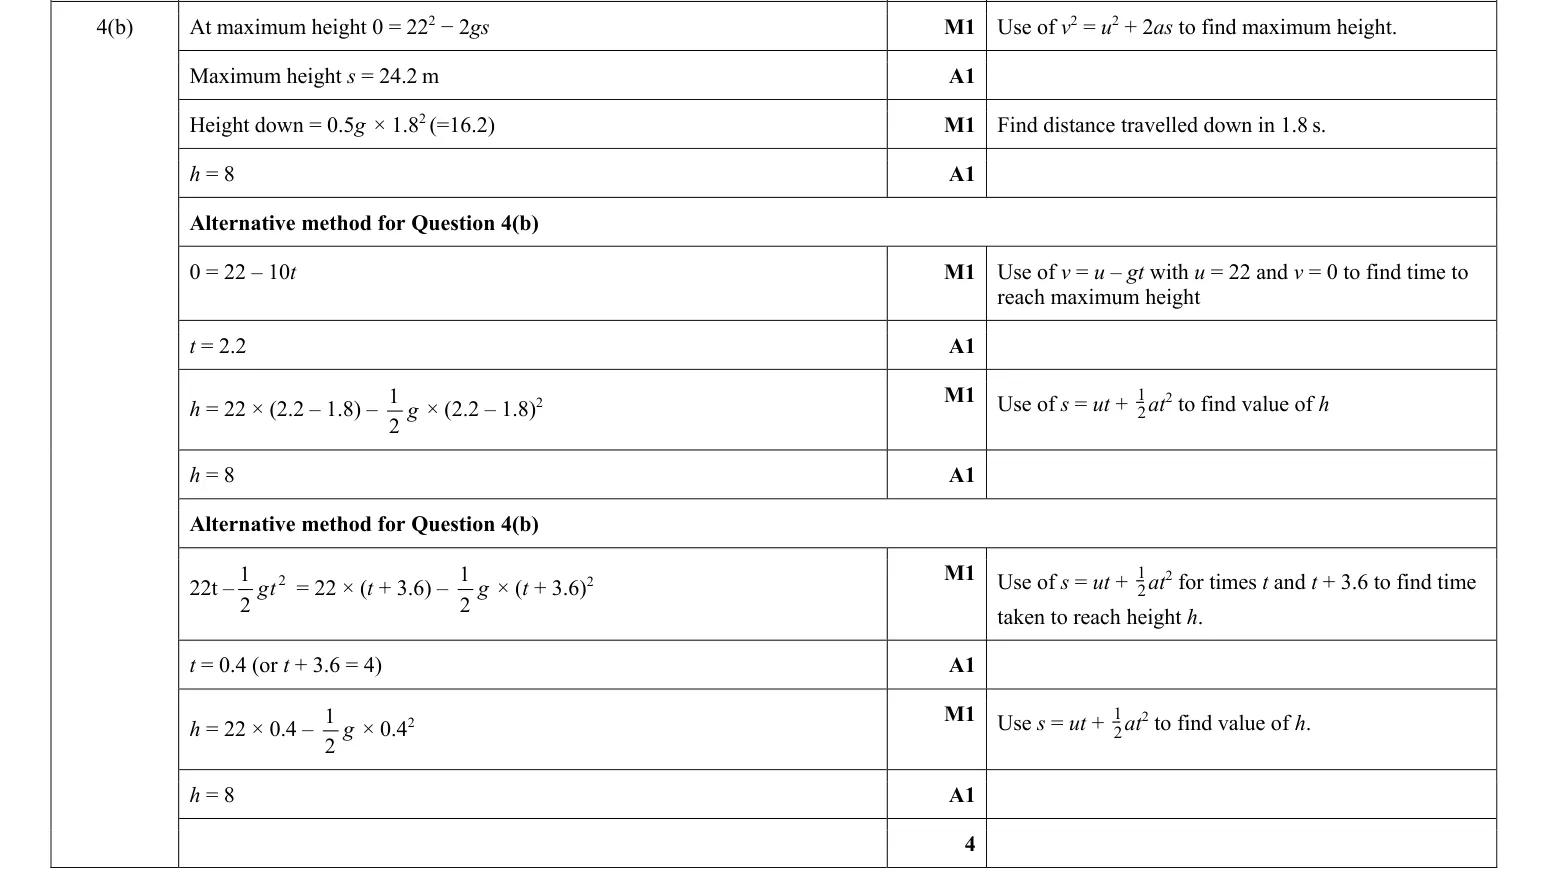 4(b)
At maximum height 0 = 22² − 2gs
M1
Use of v² = u² + 2as to find maximum height.
Maximum height s = 24.2 m
A1
Height down = 0.5g × 1.8² (=16.2)
M1
Find distance travelled down in 1.8 s.
h = 8
A1
Alternative method for Question 4(b)
0 = 22 – 10t
M1
Use of v = u – gt with u = 22 and v = 0 to find time to
reach maximum height
t = 2.2
A1
h = 22 × (2.2 – 1.8) – 1/2 g × (2.2 – 1.8)²
M1
Use of s = ut + 1/2 at² to find value of h
h = 8
A1
Alternative method for Question 4(b)
22t – 1/2 gt² = 22 × (t + 3.6) – 1/2 g × (t + 3.6)²
M1
Use of s = ut + 1/2 at² for times t and t + 3.6 to find time
taken to reach height h.
t = 0.4 (or t + 3.6 = 4)
A1
h = 22 × 0.4 – 1/2 g × 0.4²
M1
Use s = ut + 1/2 at² to find value of h.
h = 8
A1
4